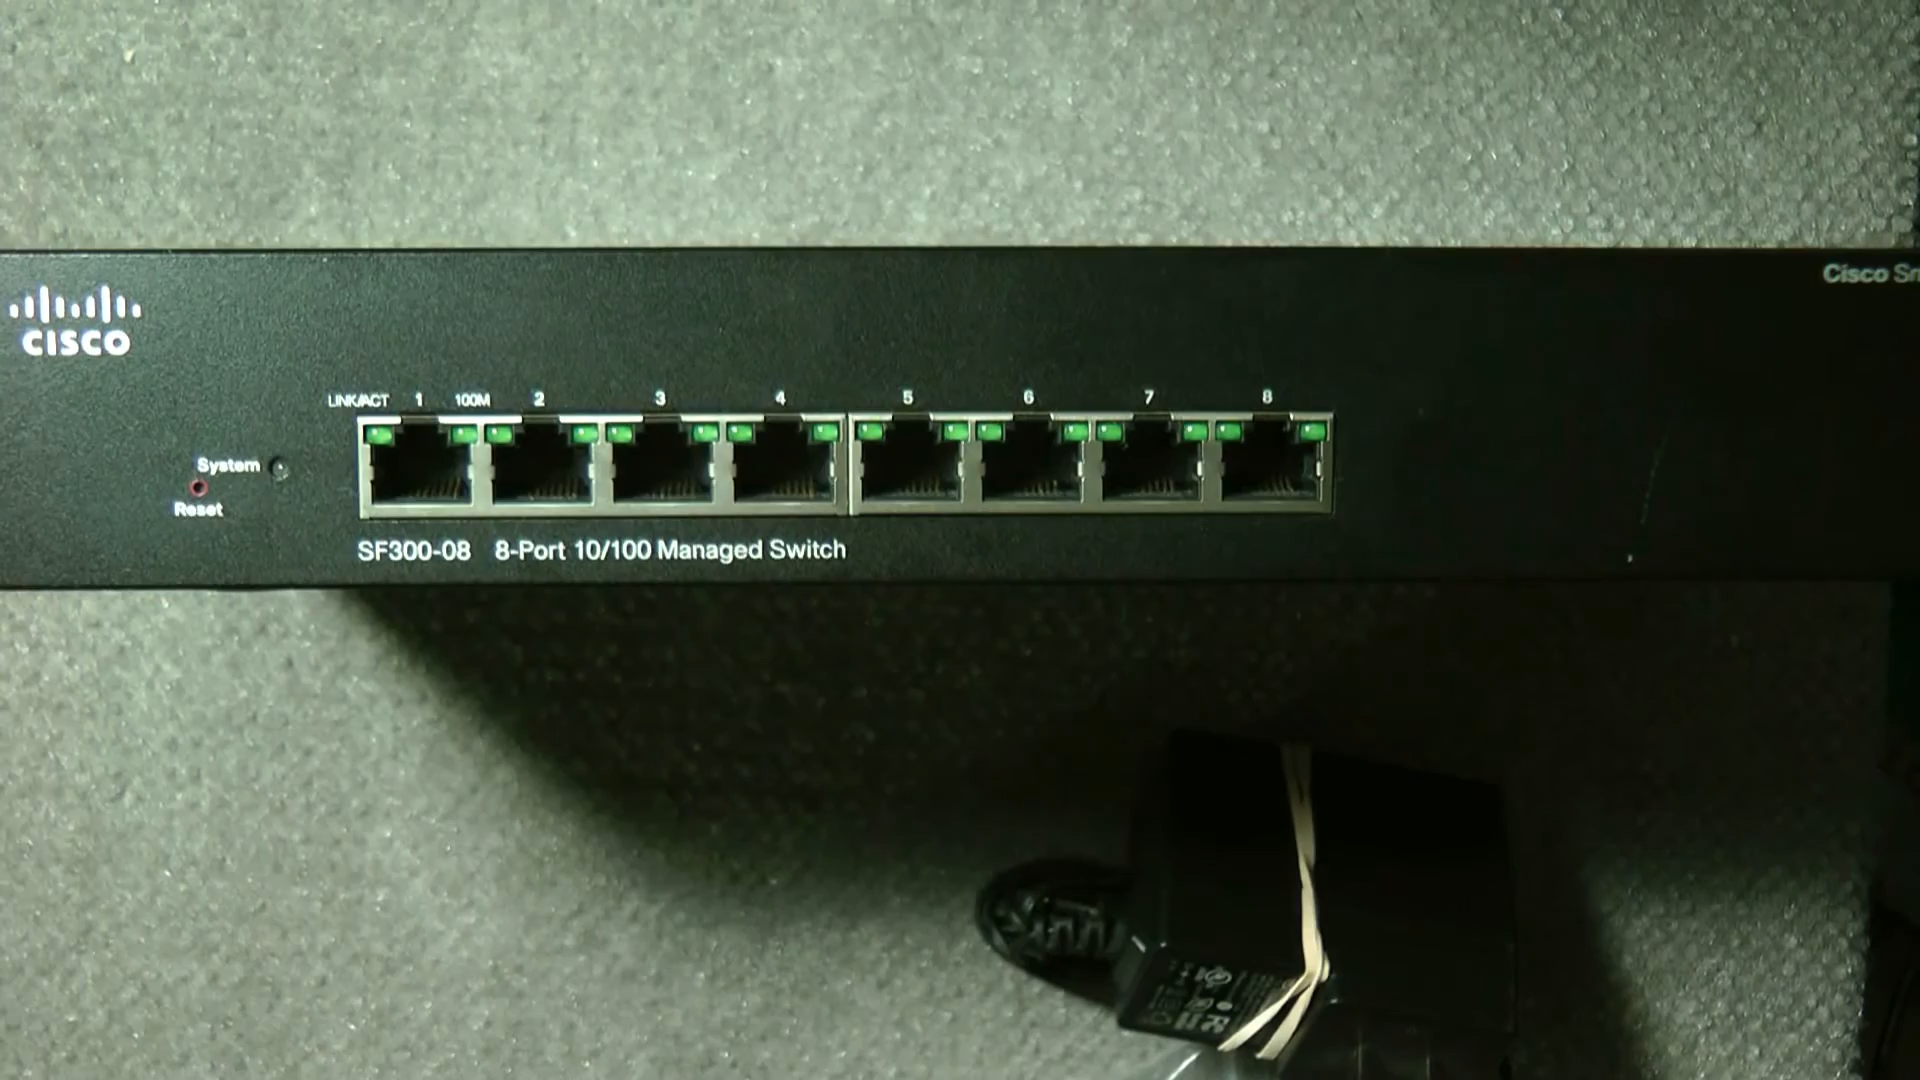 Cisco
CISCO
LINK/ACT 1 100M 2 3 4 5 6 7 8
System
Reset
SF300-08 8-Port 10/100 Managed Switch